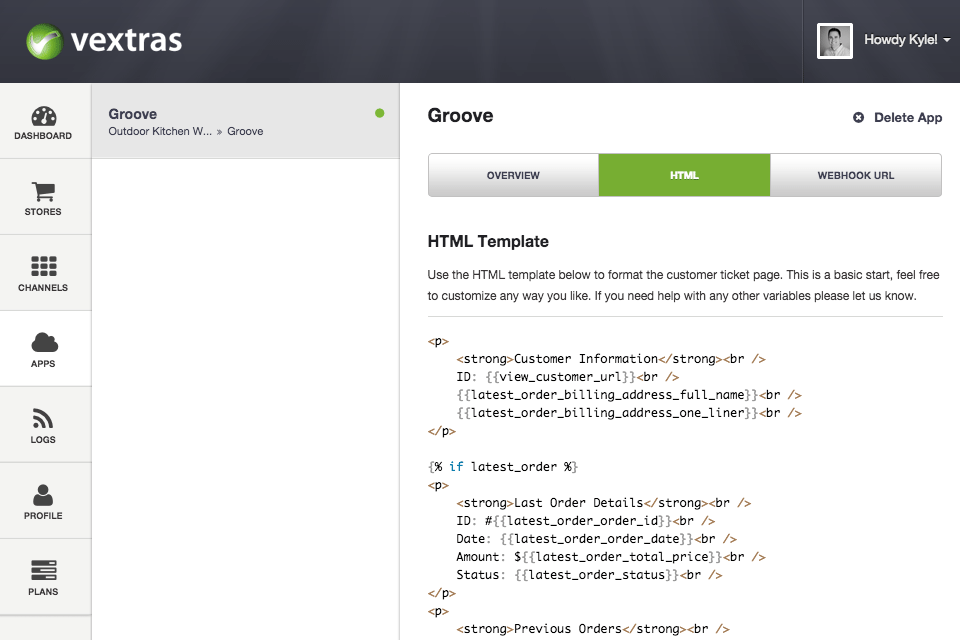 vextras
Howdy Kyle!
DASHBOARD
STORES
CHANNELS
APPS
LOGS
PROFILE
PLANS
Groove
Outdoor Kitchen W... » Groove
Groove
Delete App
OVERVIEW
HTML
WEBHOOK URL
HTML Template
Use the HTML template below to format the customer ticket page. This is a basic start, feel free
to customize any way you like. If you need help with any other variables please let us know.
<p>
    <strong>Customer Information</strong><br />
    ID: {{view_customer_url}}<br />
    {{latest_order_billing_address_full_name}}<br />
    {{latest_order_billing_address_one_liner}}<br />
</p>
{% if latest_order %}
<p>
    <strong>Last Order Details</strong><br />
    ID: #{{latest_order_order_id}}<br />
    Date: {{latest_order_order_date}}<br />
    Amount: ${{latest_order_total_price}}<br />
    Status: {{latest_order_status}}<br />
</p>
<p>
    <strong>Previous Orders</strong><br />